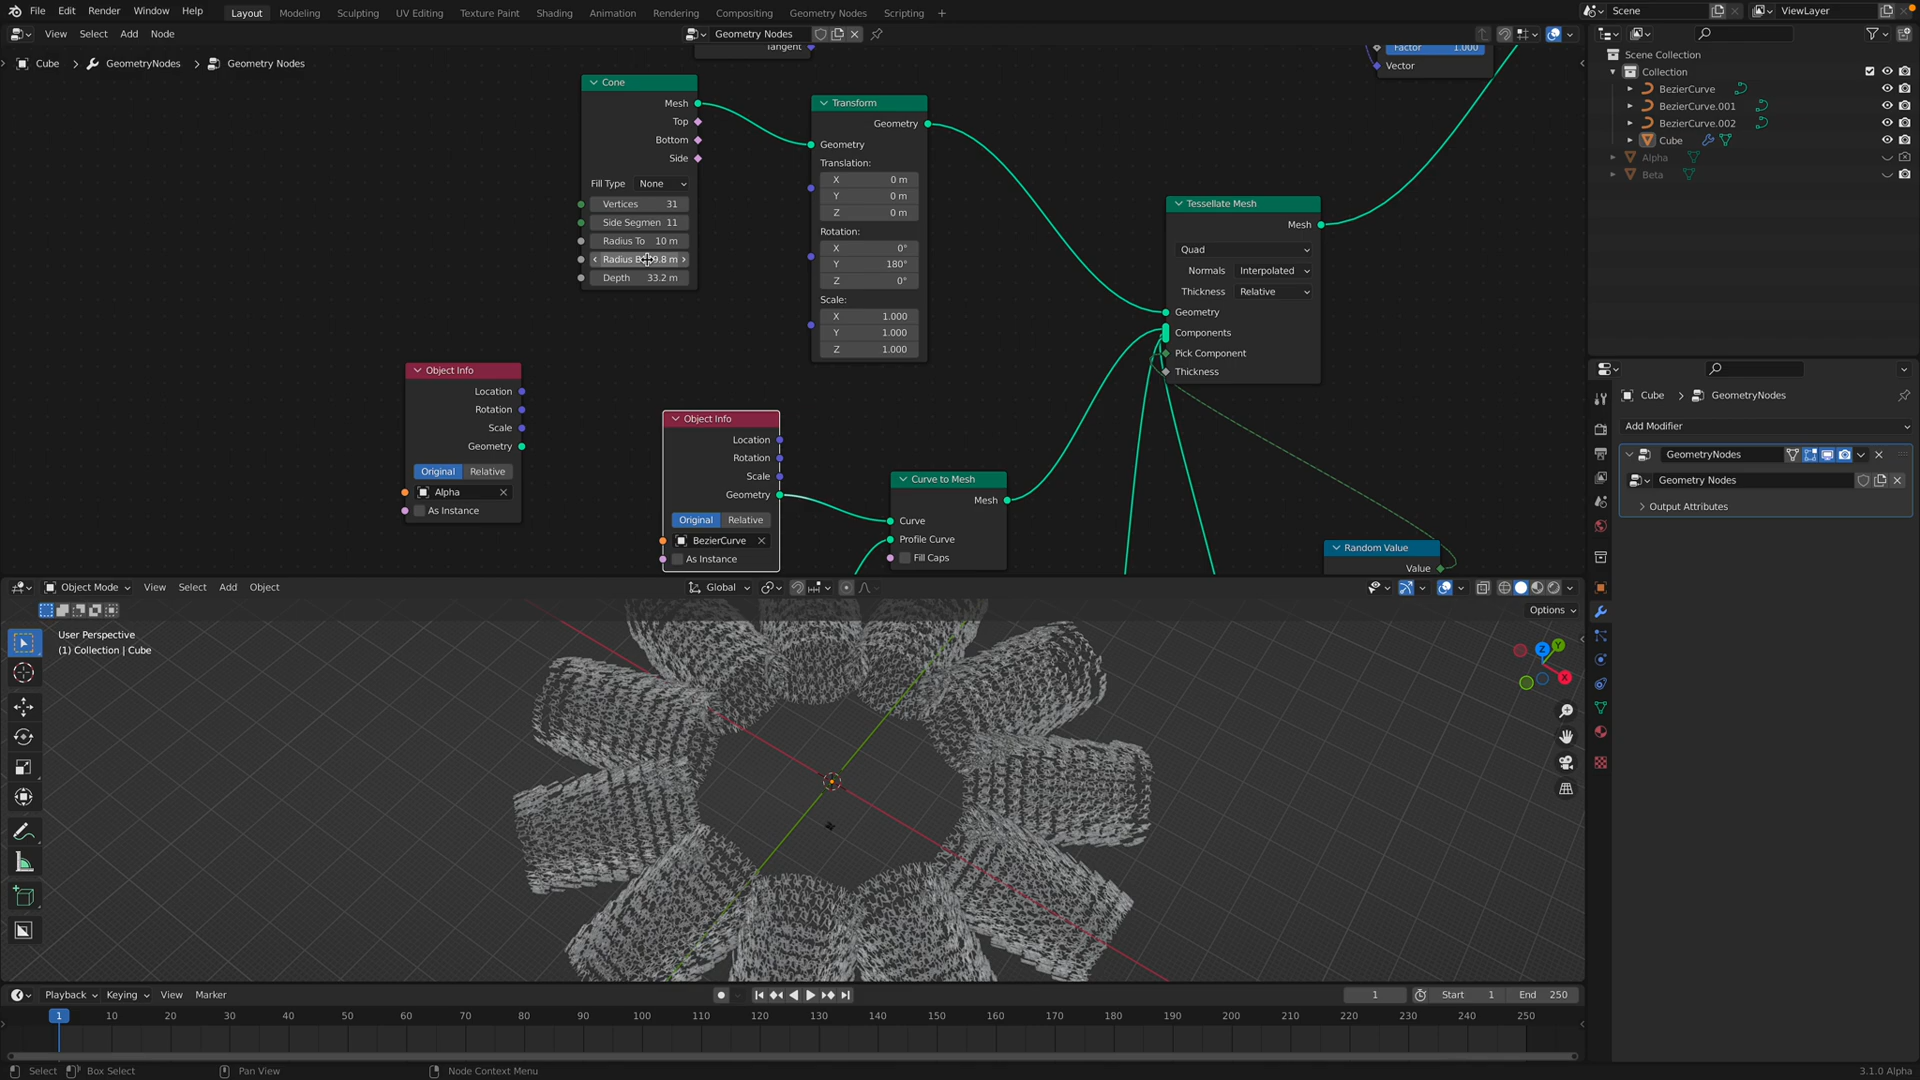 File Edit Render Window Help Layout Modeling Sculpting UV Editing Texture Paint Shading Animation Rendering Compositing Geometry Nodes Scripting + Scene ViewLayer
View Select Add Node Geometry Nodes
Cube > GeometryNodes > Geometry Nodes
Tangent
Factor 1.000
Vector
Cone
Mesh
Top
Bottom
Side
Fill Type None
Vertices 31
Side Segmen 11
Radius To 10 m
Radius B 9.8 m
Depth 33.2 m
Transform
Geometry
Geometry
Translation:
X 0 m
Y 0 m
Z 0 m
Rotation:
X 0°
Y 180°
Z 0°
Scale:
X 1.000
Y 1.000
Z 1.000
Tessellate Mesh
Mesh
Quad
Normals Interpolated
Thickness Relative
Geometry
Components
Pick Component
Thickness
Object Info
Location
Rotation
Scale
Geometry
Original Relative
Alpha
As Instance
Object Info
Location
Rotation
Scale
Geometry
Original Relative
BezierCurve
As Instance
Curve to Mesh
Mesh
Curve
Profile Curve
Fill Caps
Random Value
Value
Scene Collection
Collection
BezierCurve
BezierCurve.001
BezierCurve.002
Cube
Alpha
Beta
Cube > GeometryNodes
Add Modifier
GeometryNodes
Geometry Nodes
Output Attributes
Object Mode View Select Add Object Global
Options
User Perspective
(1) Collection | Cube
Z Y X
Playback Keying View Marker 1 Start 1 End 250
1 10 20 30 40 50 60 70 80 90 100 110 120 130 140 150 160 170 180 190 200 210 220 230 240 250
Select Box Select Pan View Node Context Menu 3.1.0 Alpha